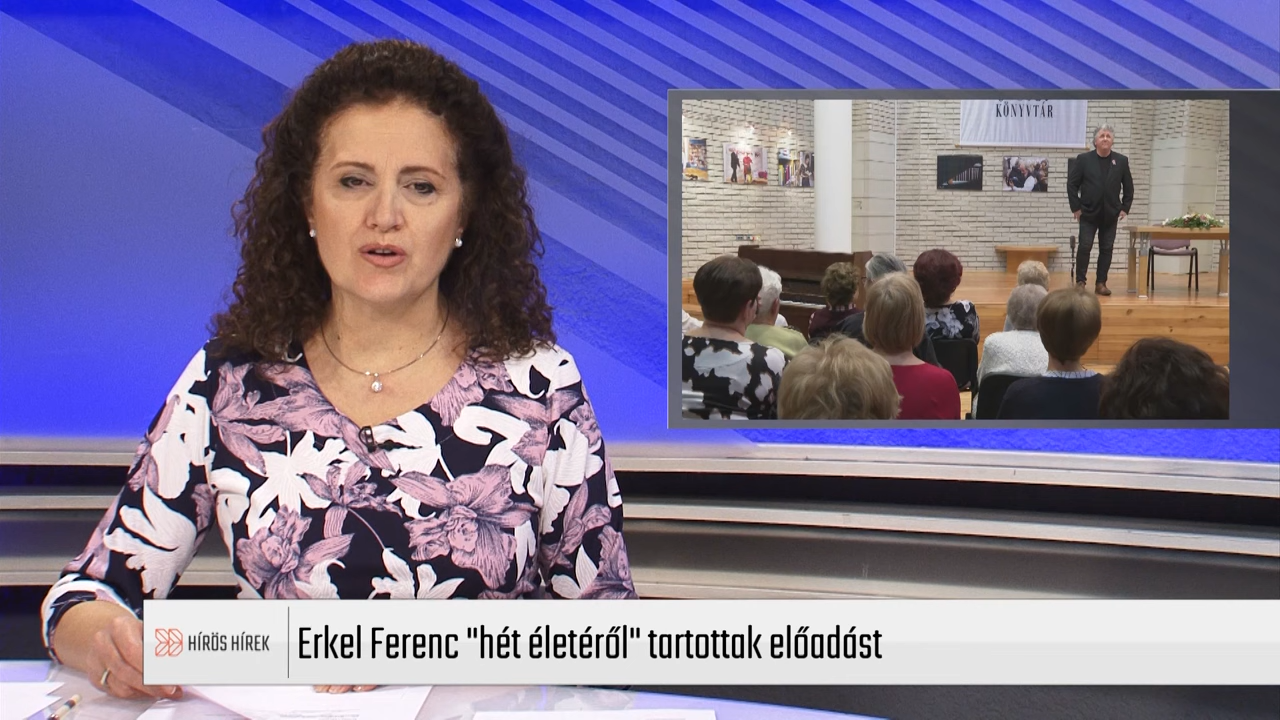 KÖNYVTÁR
HÍRÖS HÍREK
Erkel Ferenc "hét életéről" tartottak előadást